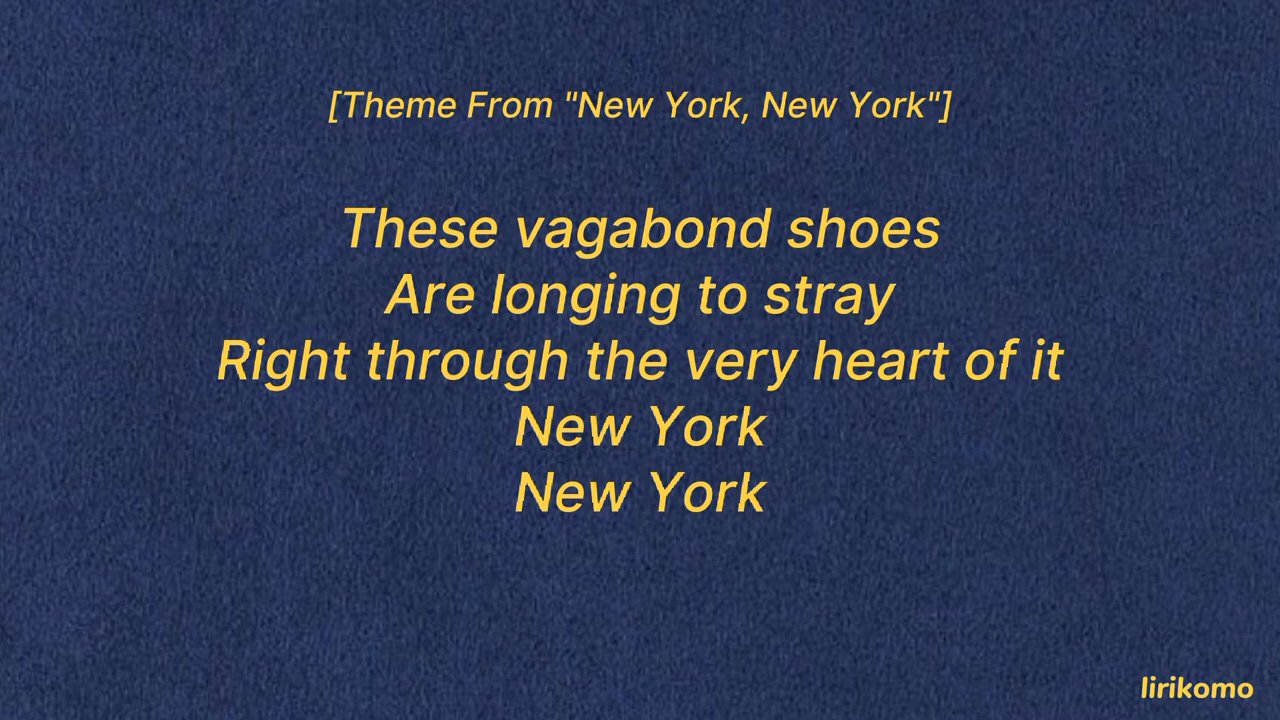 [Theme From "New York, New York"]
These vagabond shoes
Are longing to stray
Right through the very heart of it
New York
New York
lirikomo